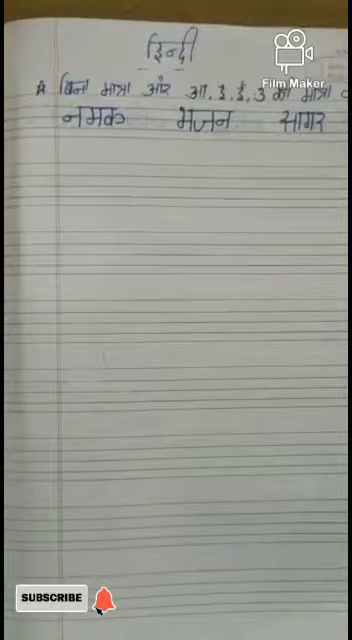 हिन्दी
Film Maker
☆ बिना मात्रा और आ, इ, ई, उ की मात्रा
नमक भजन सागर
SUBSCRIBE